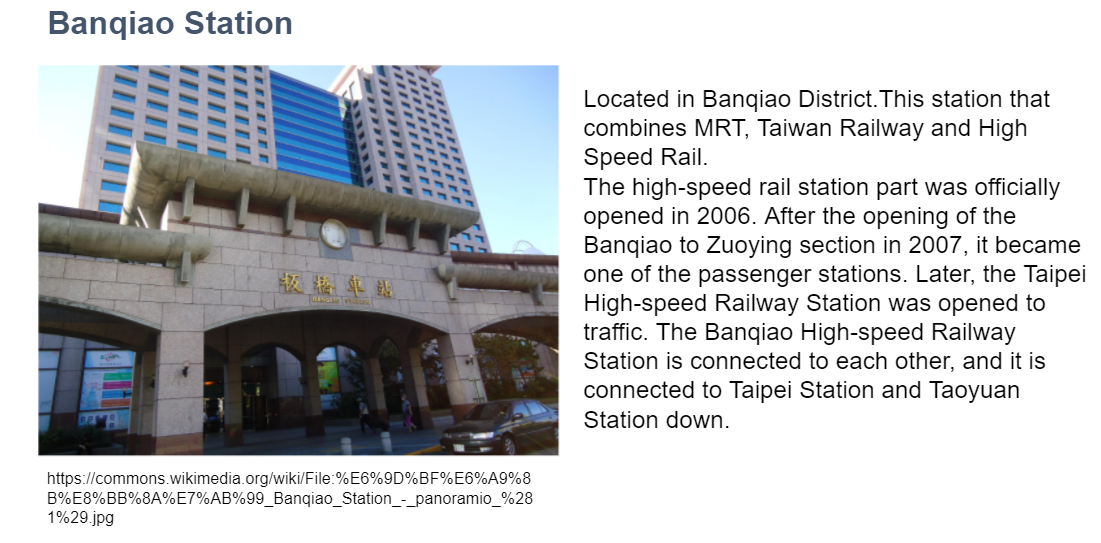 Banqiao Station
Located in Banqiao District.This station that
combines MRT, Taiwan Railway and High
Speed Rail.
The high-speed rail station part was officially
opened in 2006. After the opening of the
Banqiao to Zuoying section in 2007, it became
one of the passenger stations. Later, the Taipei
High-speed Railway Station was opened to
traffic. The Banqiao High-speed Railway
Station is connected to each other, and it is
connected to Taipei Station and Taoyuan
Station down.
板橋車站
https://commons.wikimedia.org/wiki/File:%E6%9D%BF%E6%A9%8
B%E8%BB%8A%E7%AB%99_Banqiao_Station_-_panoramio_%28
1%29.jpg